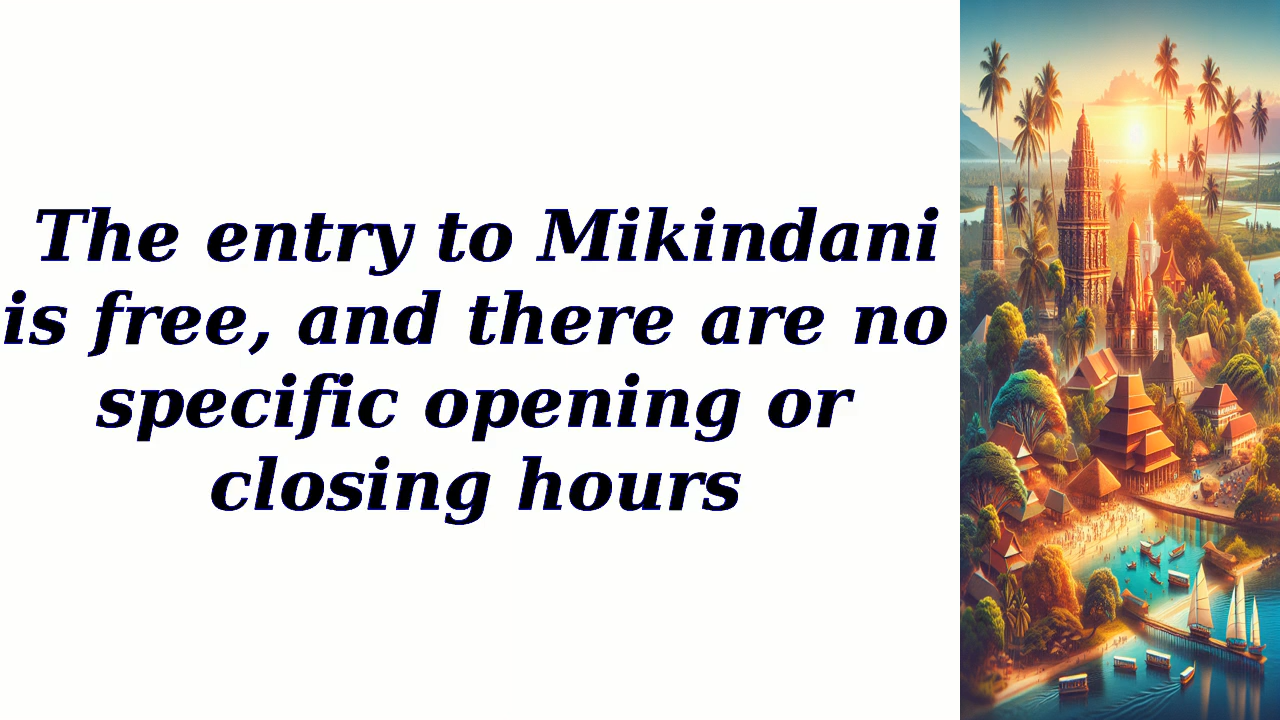 The entry to Mikindani
is free, and there are no
specific opening or
closing hours